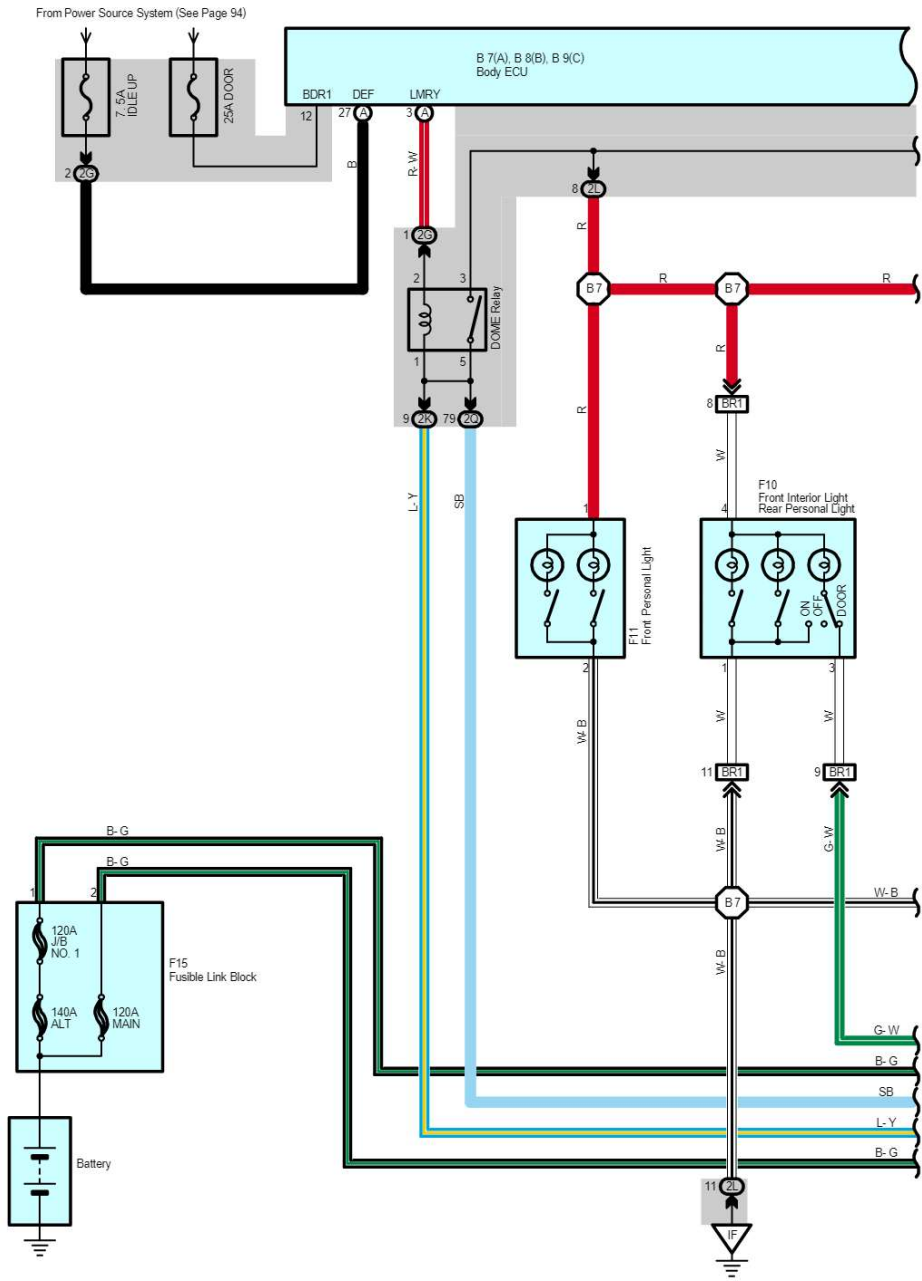 From Power Source System (See Page 94)
7. 5A
IDLE UP
25A DOOR
B 7(A), B 8(B), B 9(C)
Body ECU
BDR1
DEF
LMRY
12
27 A
3 A
2 2G
B
R- W
8 2L
1 2G
R
2
3
DOME Relay
1
5
B 7
R
B 7
R
R
R
8 BR1
9 2K
79 2Q
L- Y
SB
W
F10
Front Interior Light
Rear Personal Light
1
4
ON
OFF
DOOR
F11
Front Personal Light
2
1
3
W- B
W
W
11 BR1
9 BR1
W- B
G- W
B- G
B- G
1
2
B 7
W- B
120A
J/B
NO. 1
F15
Fusible Link Block
W- B
140A
ALT
120A
MAIN
G- W
B- G
SB
L- Y
B- G
Battery
11 2L
IF